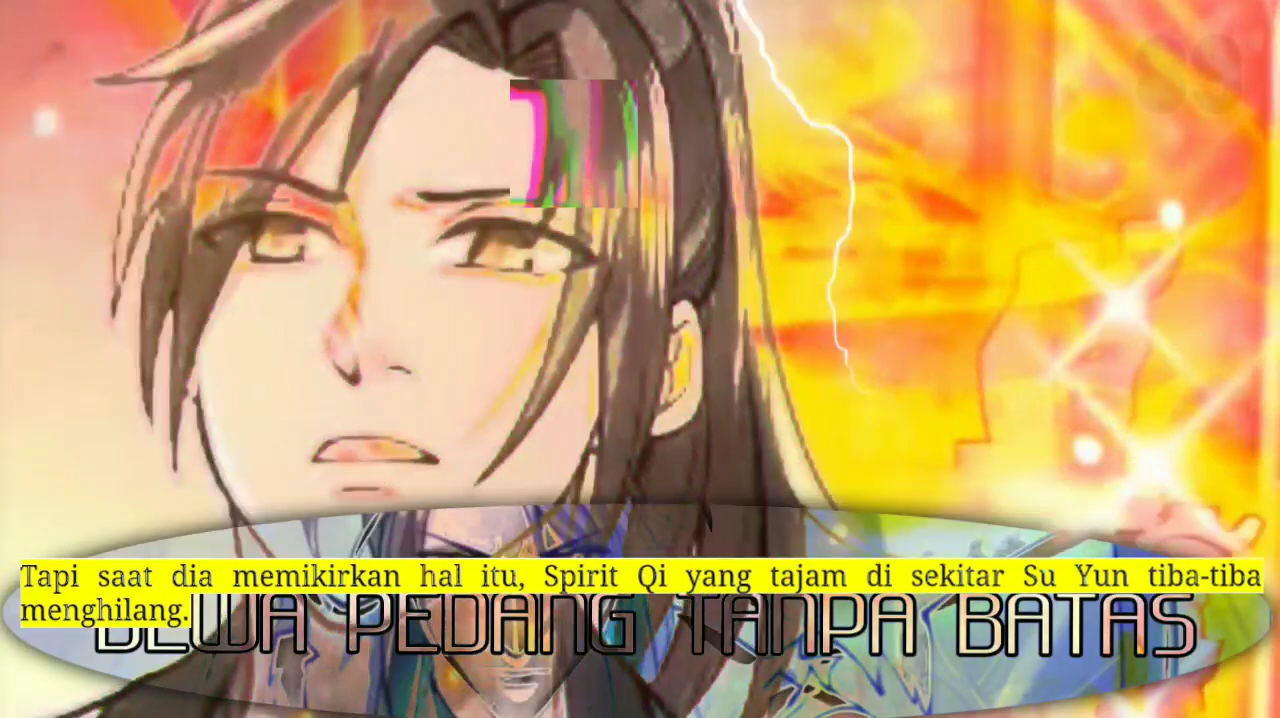 Tapi saat dia memikirkan hal itu, Spirit Qi yang tajam di sekitar Su Yun tiba-tiba
menghilang.
DEWA PEDANG TANPA BATAS